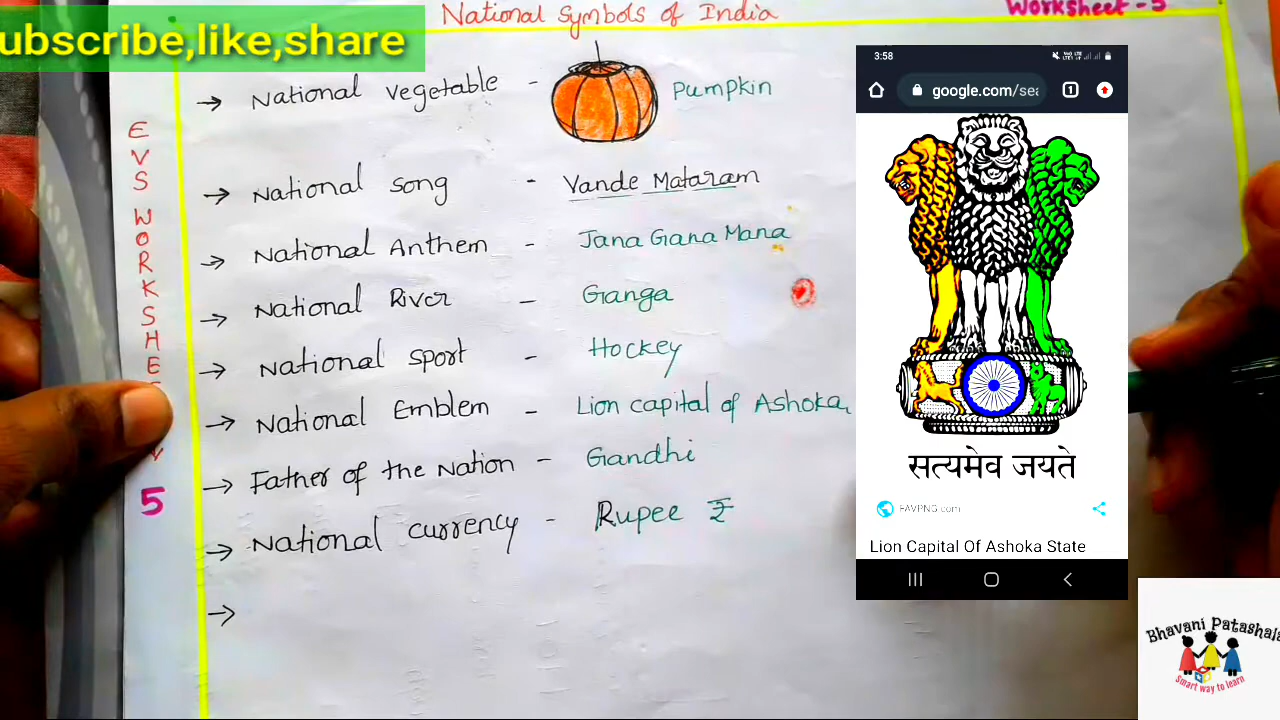 National Symbols of India
Worksheet-5
ubscribe,like,share
→ National vegetable - Pumpkin
→ National song - Vande Mataram
→ National Anthem - Jana Gana Mana
→ National River - Ganga
→ National sport - Hockey
→ National Emblem - Lion capital of Ashoka,
→ Father of the Nation - Gandhi
→ National currency - Rupee ₹
→
EVS WORKSHEE
5
3:58
google.com/sea
1
सत्यमेव जयते
FAVPNG.com
Lion Capital Of Ashoka State
Bhavani Patashala
Smart way to learn